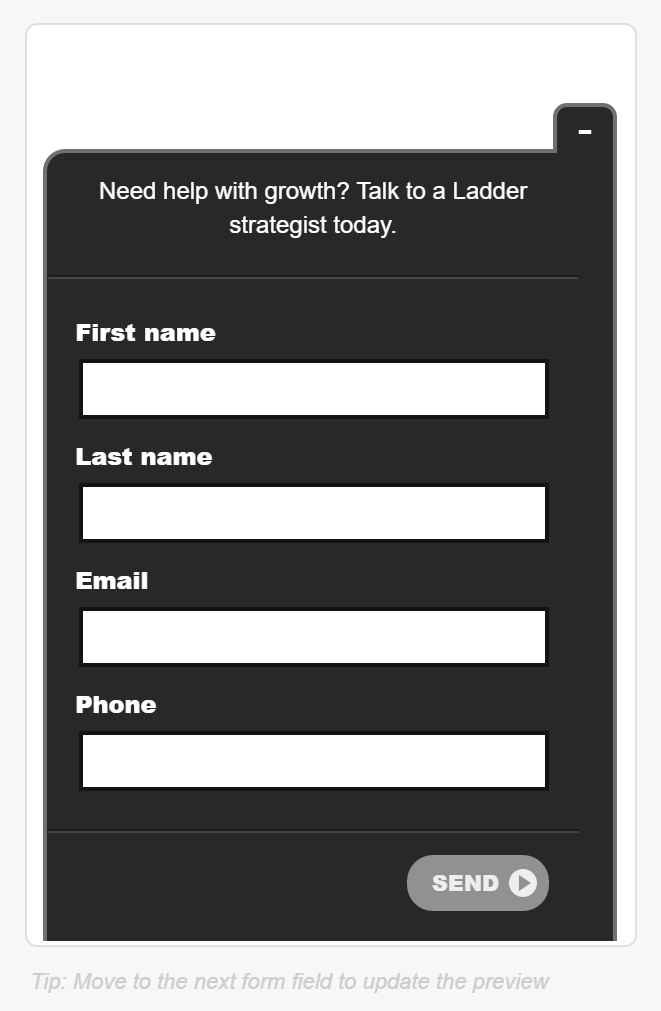 Need help with growth? Talk to a Ladder
strategist today.
First name
Last name
Email
Phone
SEND
Tip: Move to the next form field to update the preview